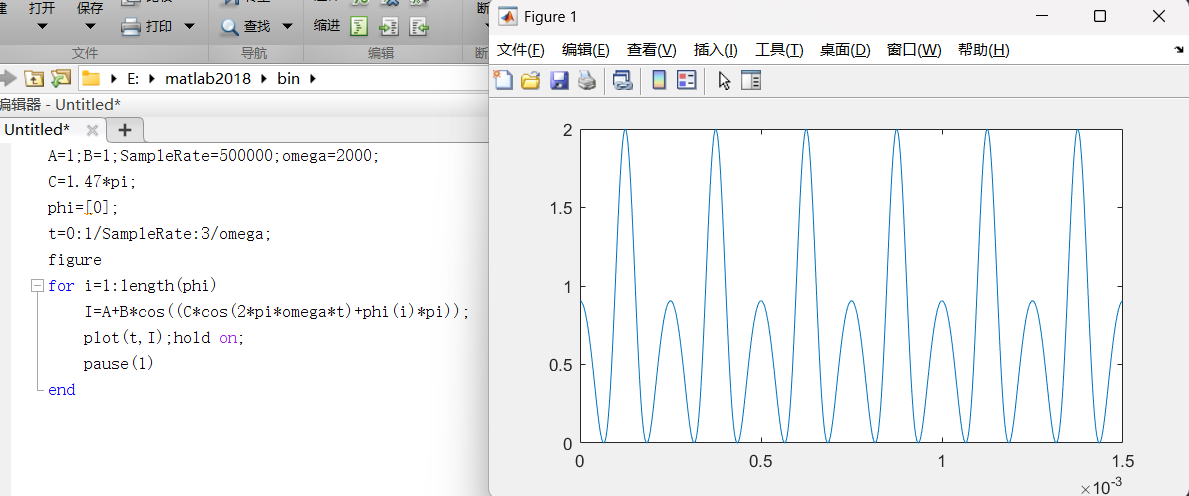 打开
保存
打印
查找
缩进
文件
导航
编辑
E:
matlab2018
bin
编辑器 - Untitled*
Untitled*
A=1;B=1;SampleRate=500000;omega=2000;
C=1.47*pi;
phi=[0];
t=0:1/SampleRate:3/omega;
figure
for i=1:length(phi)
I=A+B*cos((C*cos(2*pi*omega*t)+phi(i)*pi));
plot(t,I);hold on;
pause(1)
end
Figure 1
文件(F) 编辑(E) 查看(V) 插入(I) 工具(T) 桌面(D) 窗口(W) 帮助(H)
2
1.5
1
0.5
0
0 0.5 1 1.5
×10-3